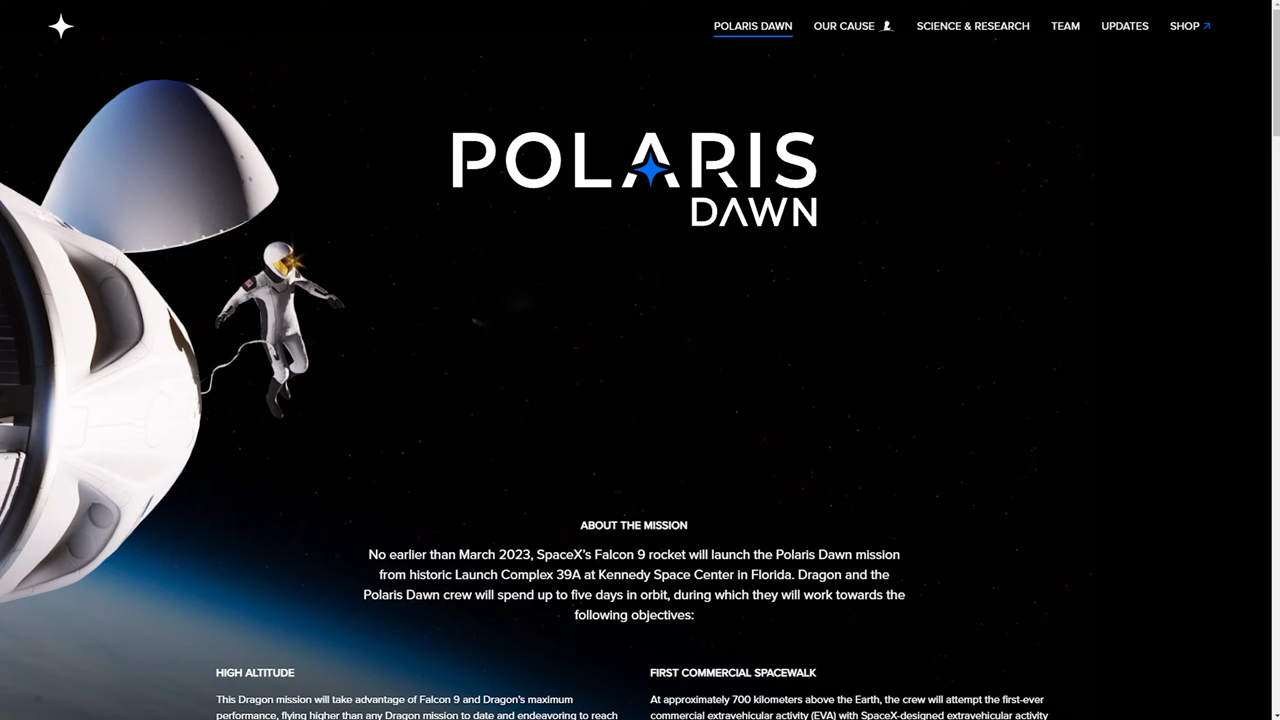 POLARIS DAWN
OUR CAUSE
SCIENCE & RESEARCH
TEAM
UPDATES
SHOP
POLARIS
DAWN
ABOUT THE MISSION
No earlier than March 2023, SpaceX's Falcon 9 rocket will launch the Polaris Dawn mission
from historic Launch Complex 39A at Kennedy Space Center in Florida. Dragon and the
Polaris Dawn crew will spend up to five days in orbit, during which they will work towards the
following objectives:
HIGH ALTITUDE
This Dragon mission will take advantage of Falcon 9 and Dragon's maximum
performance, flying higher than any Dragon mission to date and endeavoring to reach
FIRST COMMERCIAL SPACEWALK
At approximately 700 kilometers above the Earth, the crew will attempt the first-ever
commercial extravehicular activity (EVA) with SpaceX-designed extravehicular activity